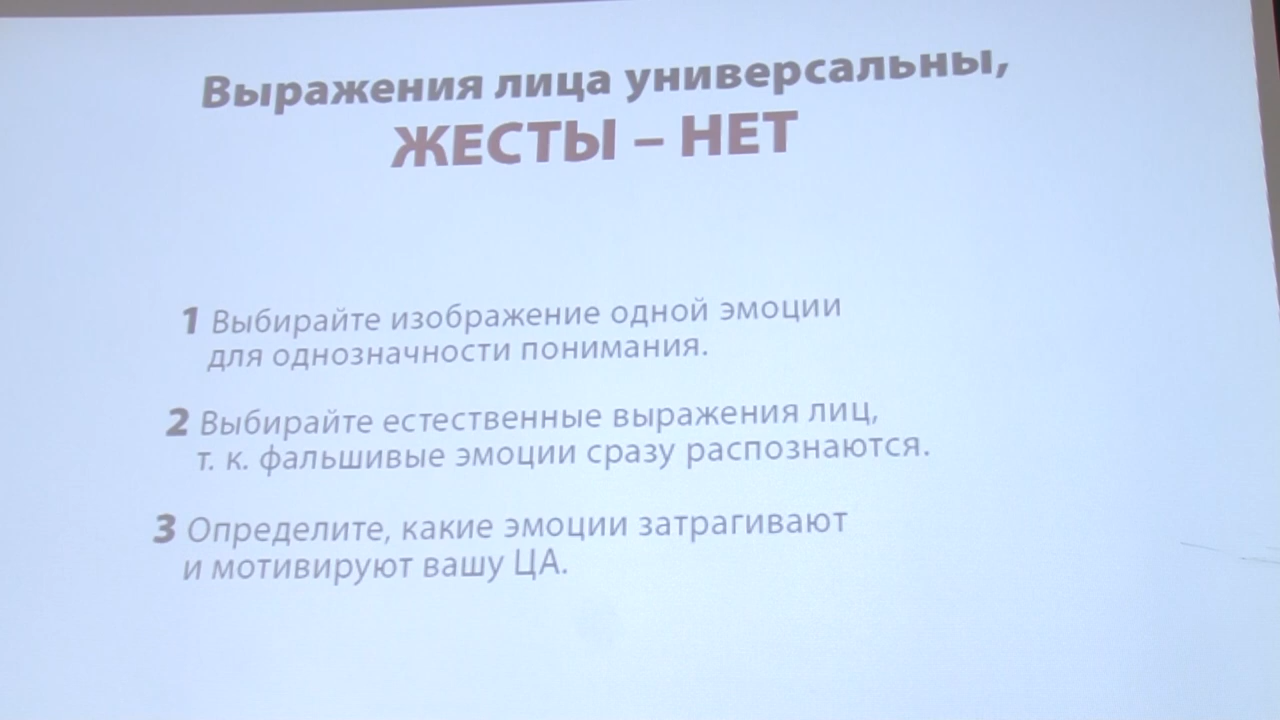 Выражения лица универсальны,
ЖЕСТЫ – НЕТ
1 Выбирайте изображение одной эмоции
для однозначности понимания.
2 Выбирайте естественные выражения лиц,
т. к. фальшивые эмоции сразу распознаются.
3 Определите, какие эмоции затрагивают
и мотивируют вашу ЦА.